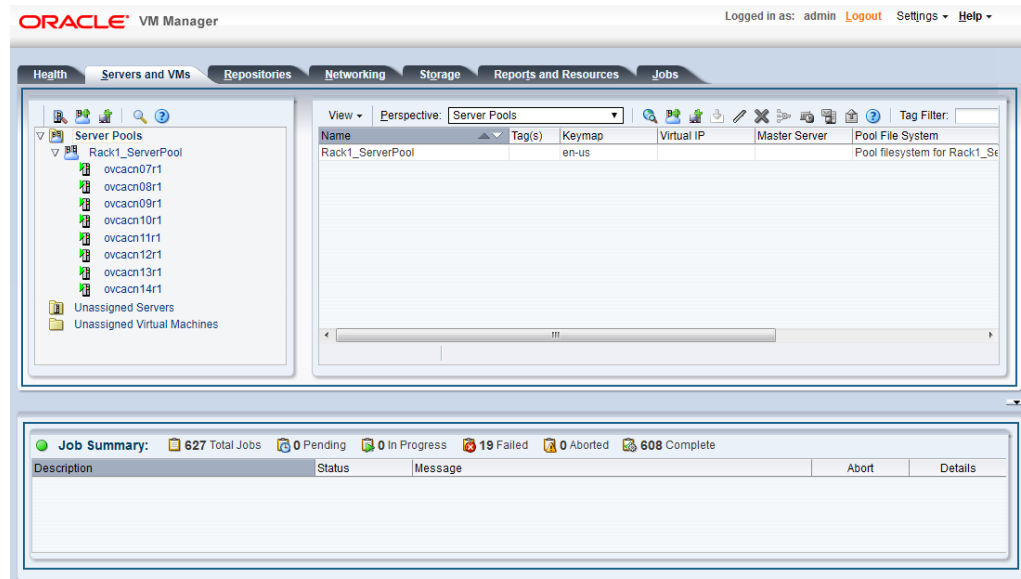 ORACLE VM Manager
Logged in as: admin Logout Settings Help
Health Servers and VMs Repositories Networking Storage Reports and Resources Jobs
View Perspective: Server Pools Tag Filter:
Server Pools
Rack1_ServerPool
ovcacn07r1
ovcacn08r1
ovcacn09r1
ovcacn10r1
ovcacn11r1
ovcacn12r1
ovcacn13r1
ovcacn14r1
Unassigned Servers
Unassigned Virtual Machines
Name Tag(s) Keymap Virtual IP Master Server Pool File System
Rack1_ServerPool en-us Pool filesystem for Rack1_Se
Job Summary: 627 Total Jobs 0 Pending 0 In Progress 19 Failed 0 Aborted 608 Complete
Description Status Message Abort Details